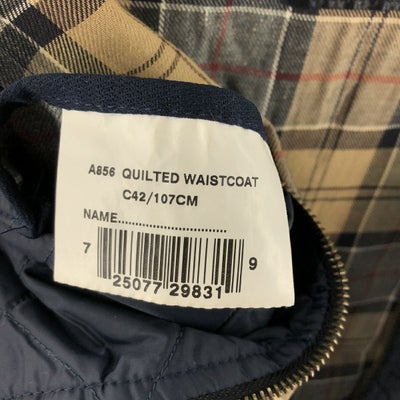 A856 QUILTED WAISTCOAT
C42/107CM
NAME..............................
7 25077 29831 9